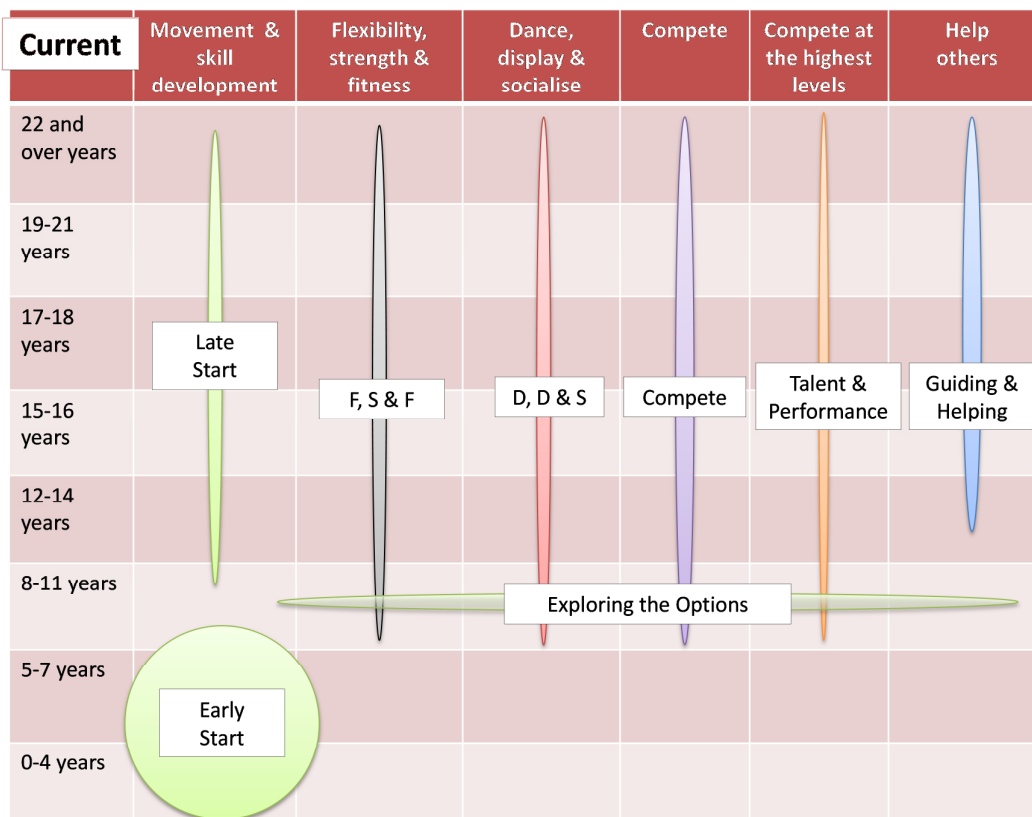 Current
Movement &
skill
development
Flexibility,
strength &
fitness
Dance,
display &
socialise
Compete
Compete at
the highest
levels
Help
others
22 and
over years
19-21
years
17-18
years
15-16
years
12-14
years
8-11 years
5-7 years
0-4 years
Late
Start
F, S & F
D, D & S
Compete
Talent &
Performance
Guiding &
Helping
Exploring the Options
Early
Start